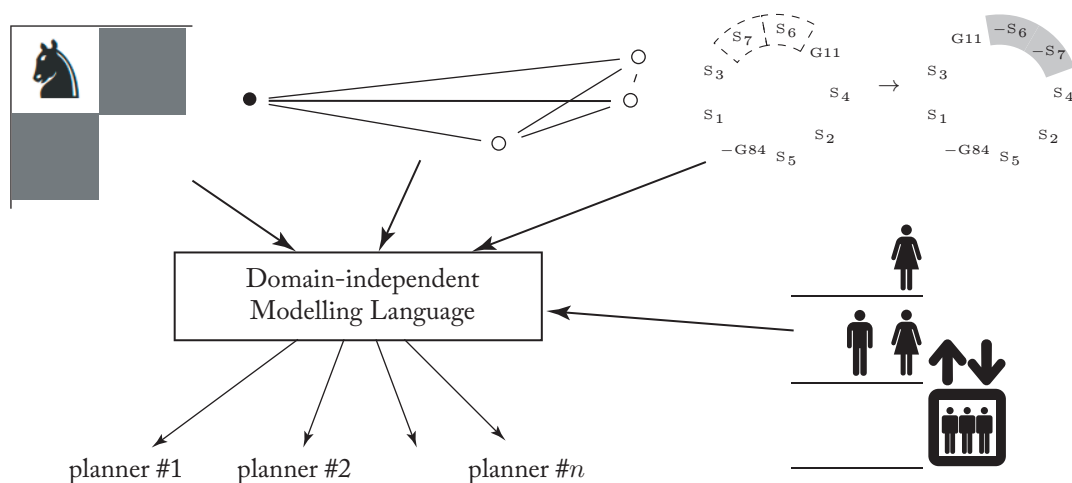 S7 S6
G11
S3
S4
S1
S2
−G84
S5
→
G11
−S6
−S7
S3
S4
S1
S2
−G84
S5
Domain-independent
Modelling Language
planner #1 planner #2 planner #n